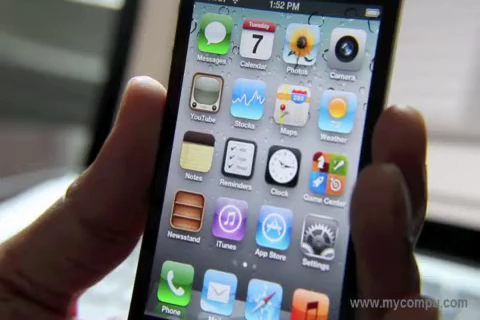 1:52 PM
Tuesday
7
Messages
Calendar
Photos
Camera
280
YouTube
Stocks
Maps
Weather
Notes
Reminders
Clock
Game Center
Newsstand
iTunes
App Store
Settings
Phone
www.mycompu.com